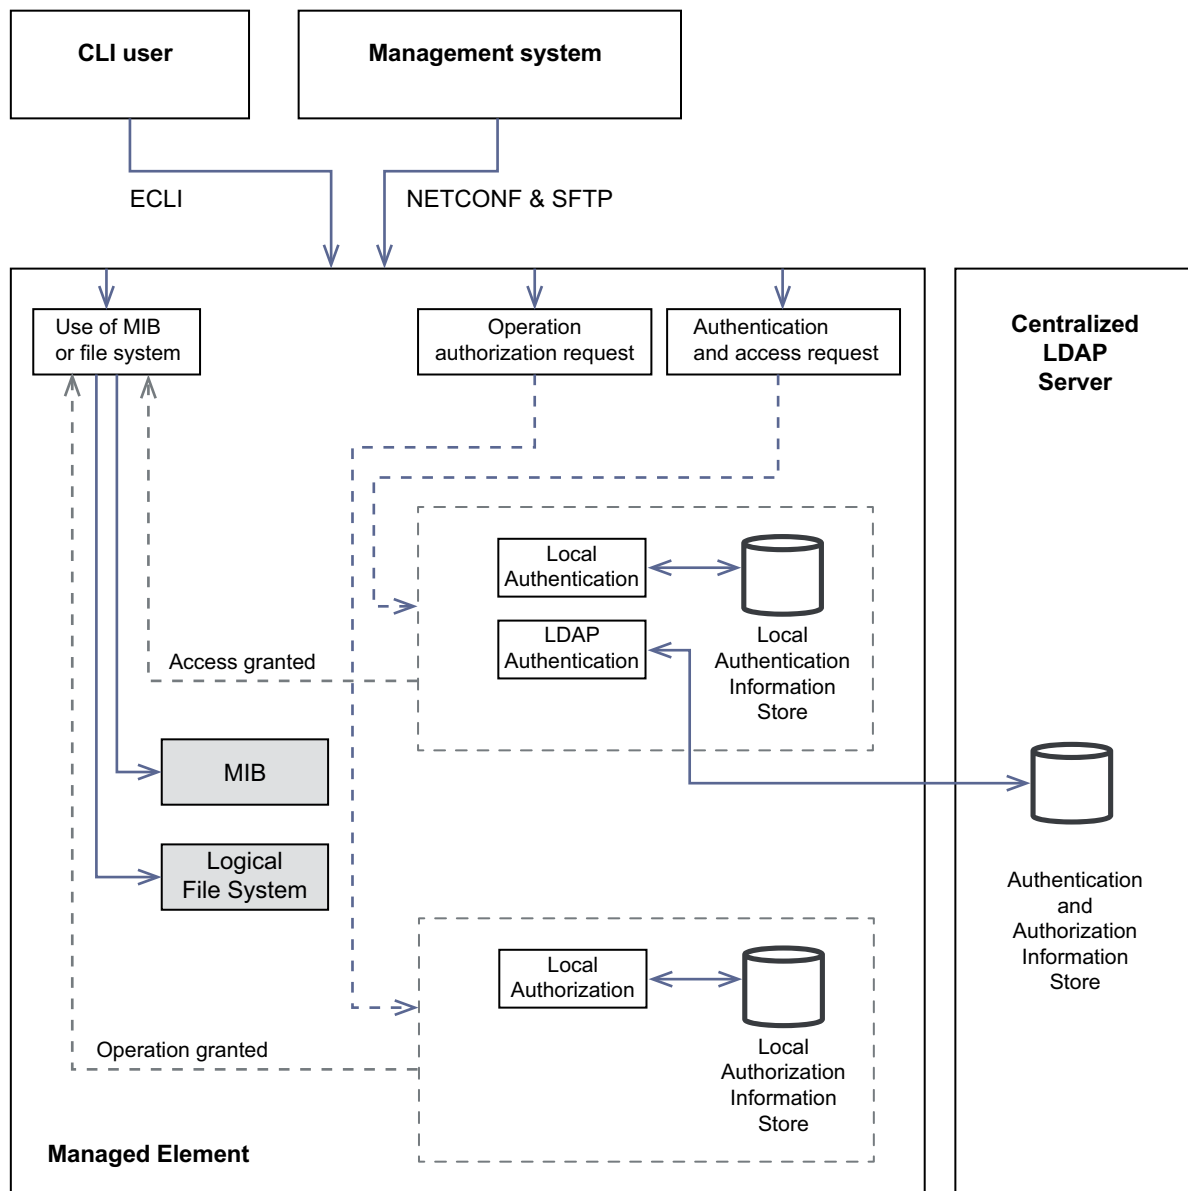 CLI user
Management system
ECLI
NETCONF & SFTP
Use of MIB
or file system
Operation
authorization request
Authentication
and access request
Centralized
LDAP
Server
Local
Authentication
LDAP
Authentication
Local
Authentication
Information
Store
Access granted
MIB
Logical
File System
Authentication
and
Authorization
Information
Store
Local
Authorization
Local
Authorization
Information
Store
Operation granted
Managed Element